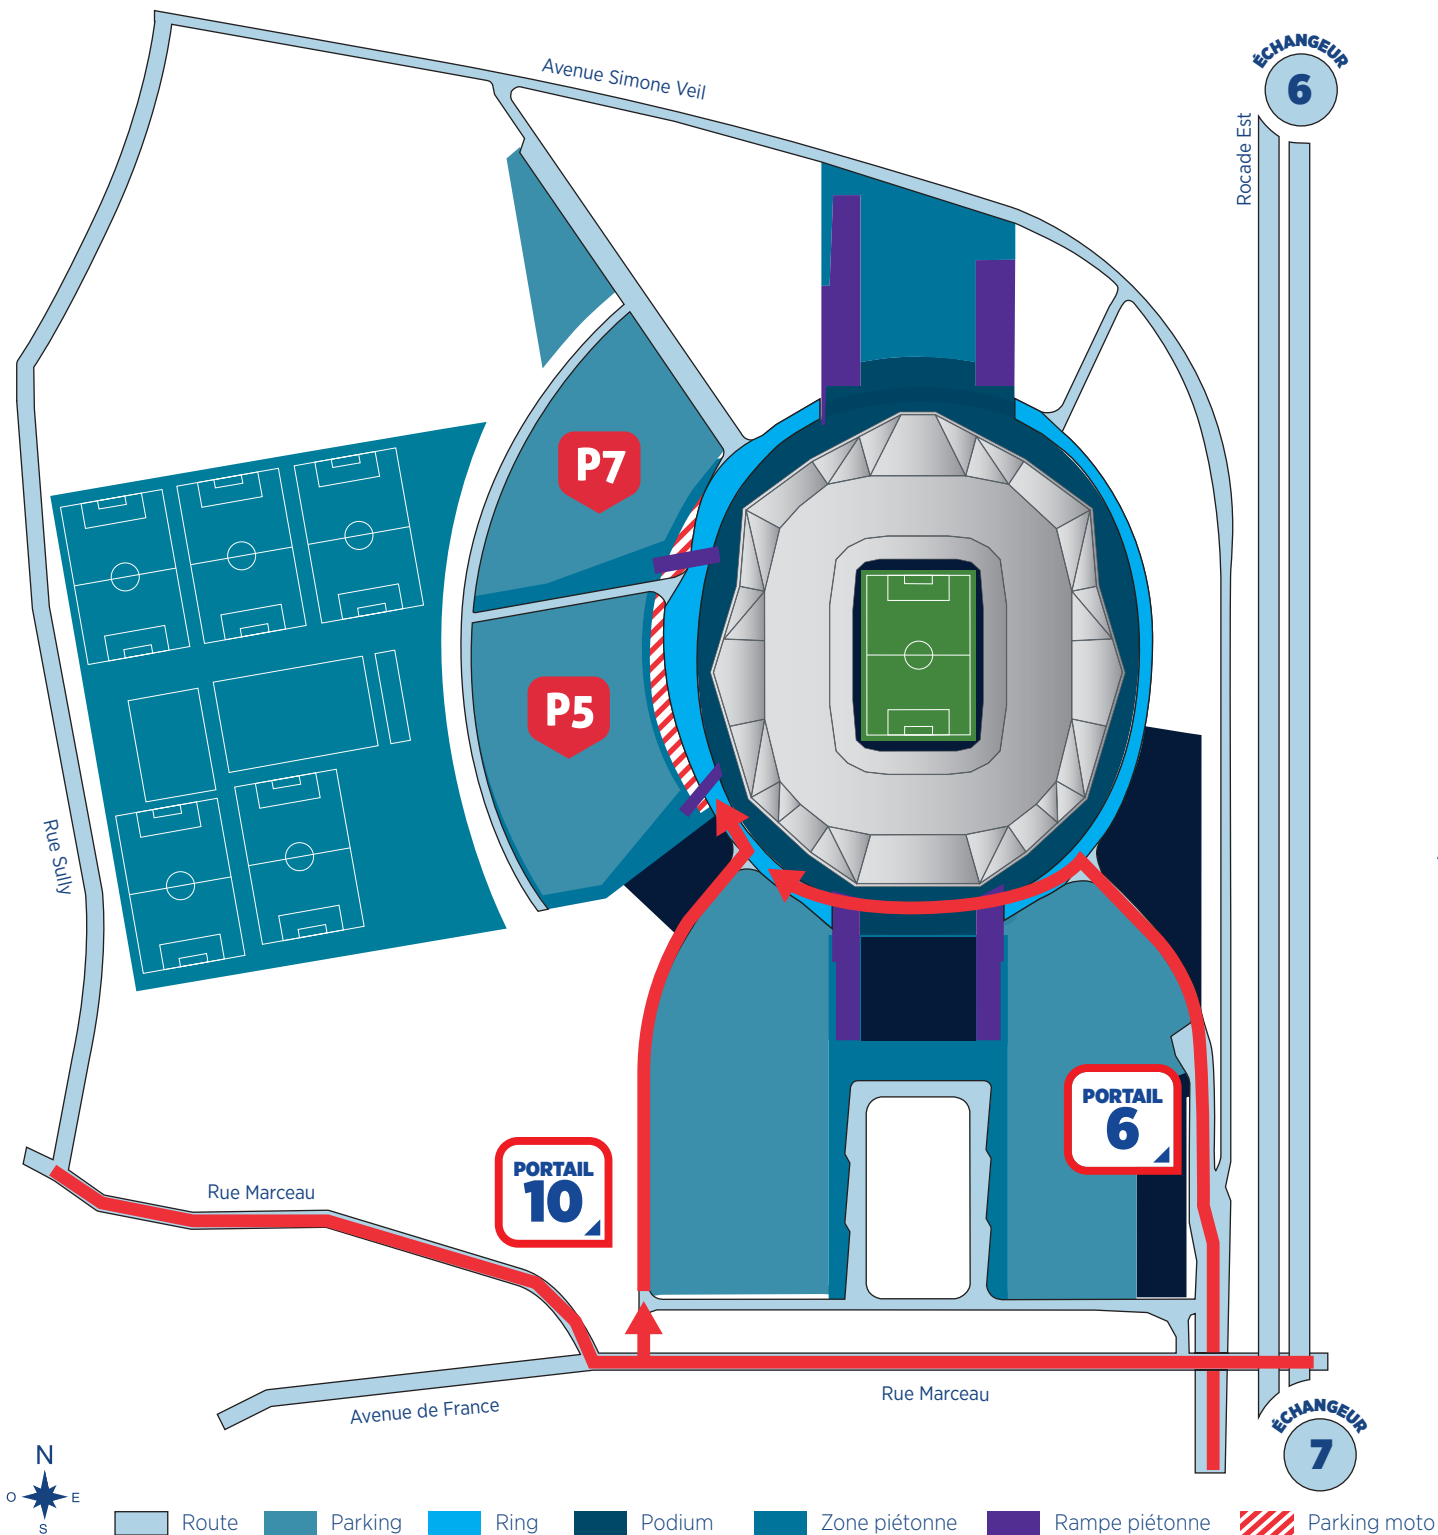 ÉCHANGEUR
6
Avenue Simone Veil
Rocade Est
P7
P5
Rue Sully
PORTAIL
6
PORTAIL
10
Rue Marceau
Rue Marceau
Avenue de France
ÉCHANGEUR
7
N
O E
S
Route Parking Ring Podium Zone piétonne Rampe piétonne Parking moto